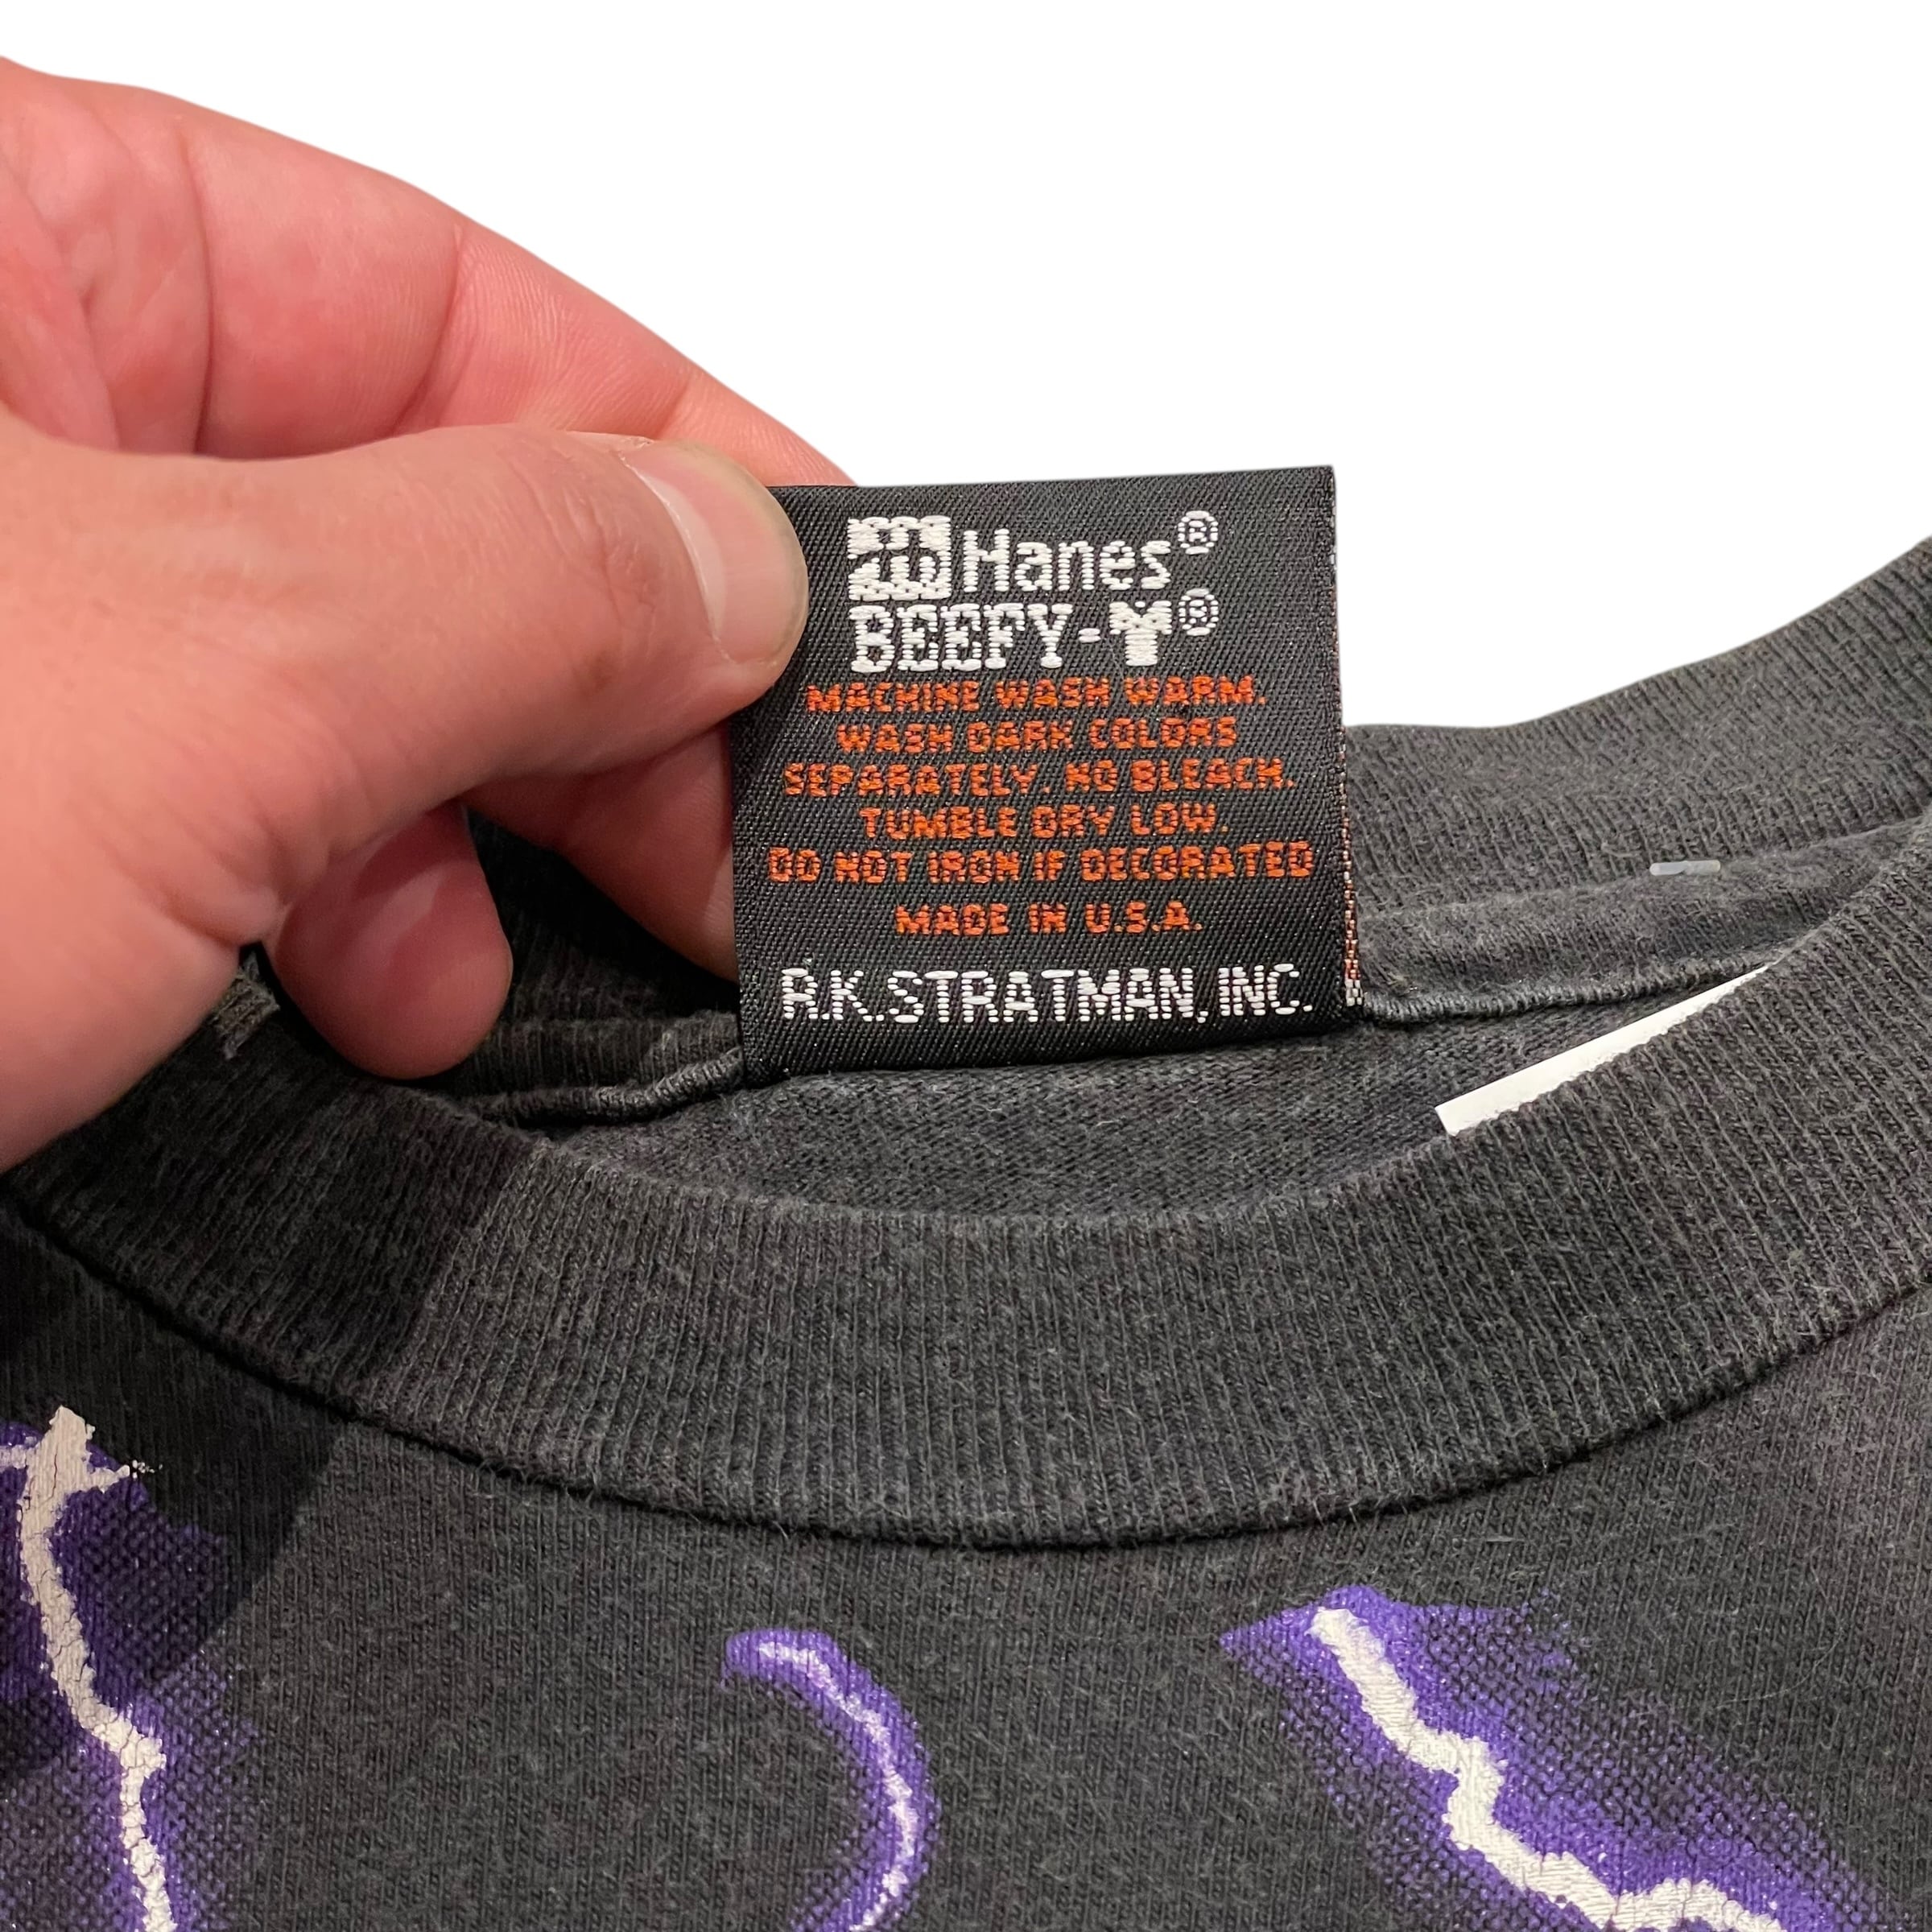 Hanes®
BEEFY-T®
MACHINE WASH WARM.
WASH DARK COLORS
SEPARATELY. NO BLEACH.
TUMBLE DRY LOW.
DO NOT IRON IF DECORATED
MADE IN U.S.A.
R.K.STRATMAN, INC.